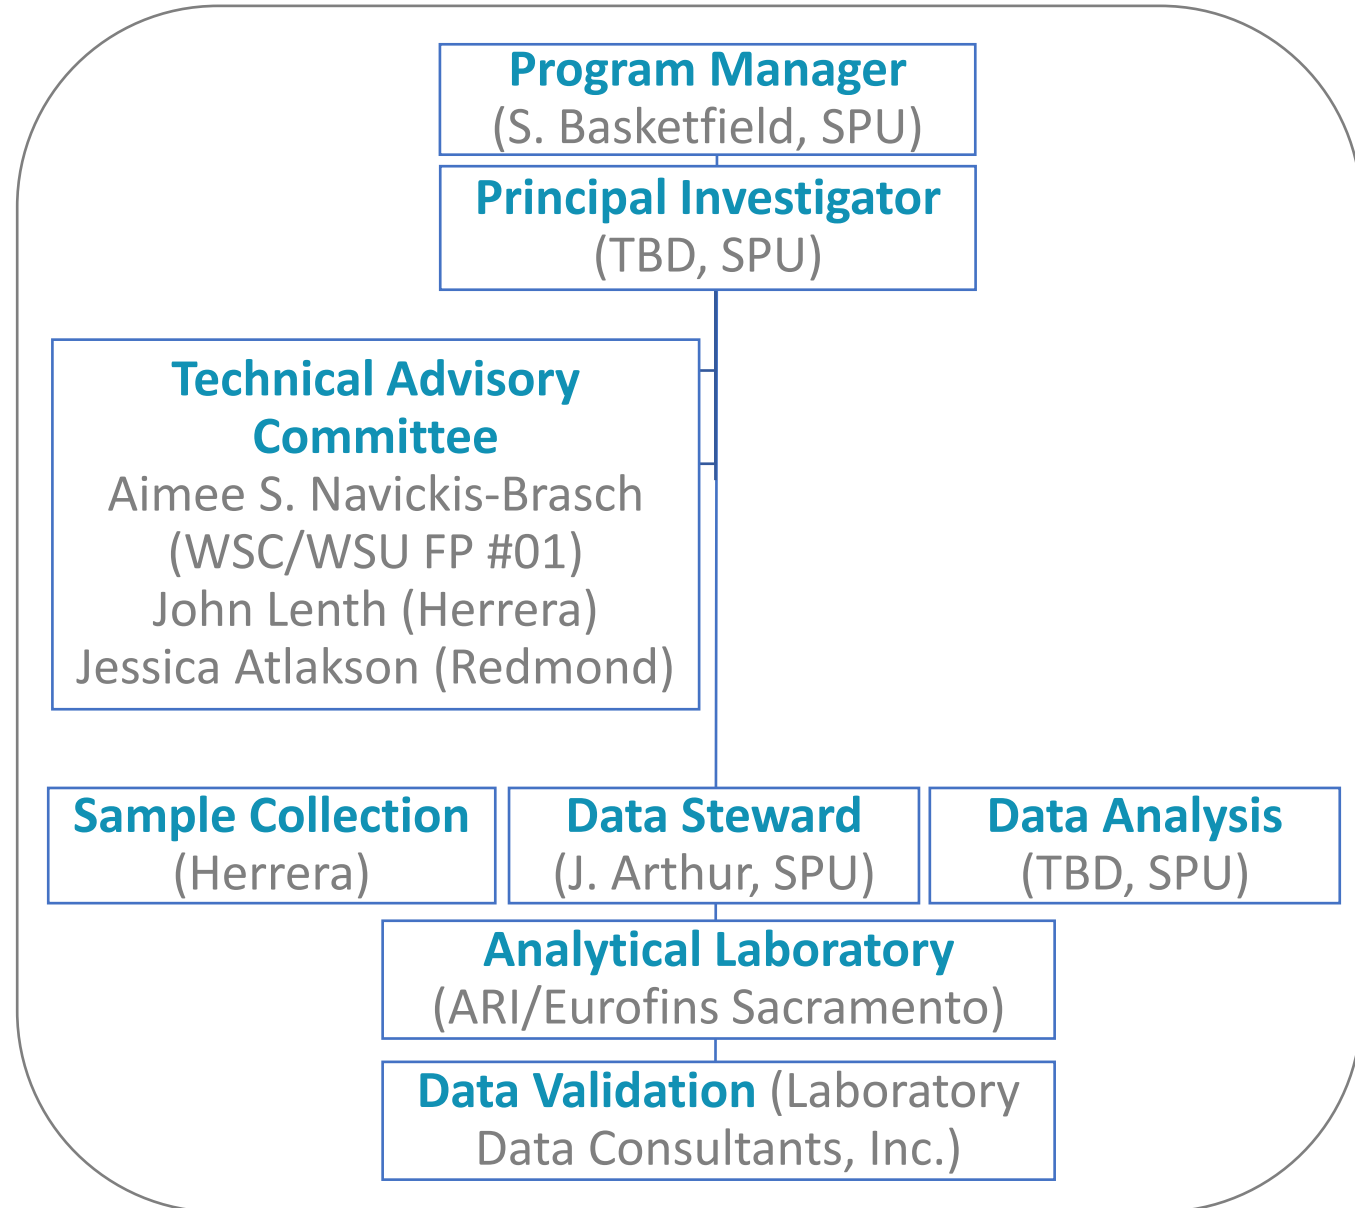 Program Manager
(S. Basketfield, SPU)
Principal Investigator
(TBD, SPU)
Technical Advisory
Committee
Aimee S. Navickis-Brasch
(WSC/WSU FP #01)
John Lenth (Herrera)
Jessica Atlakson (Redmond)
Sample Collection
(Herrera)
Data Steward
(J. Arthur, SPU)
Data Analysis
(TBD, SPU)
Analytical Laboratory
(ARI/Eurofins Sacramento)
Data Validation (Laboratory
Data Consultants, Inc.)